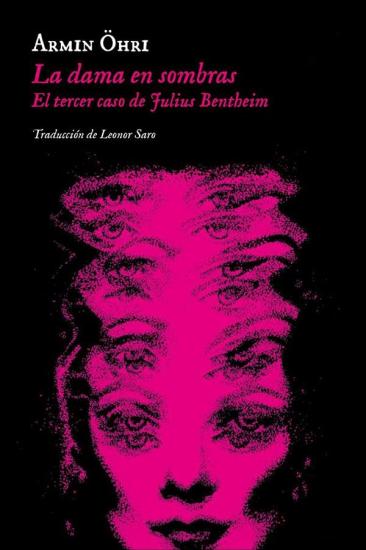 Armin Öhri
La dama en sombras
El tercer caso de Julius Bentheim
Traducción de Leonor Saro